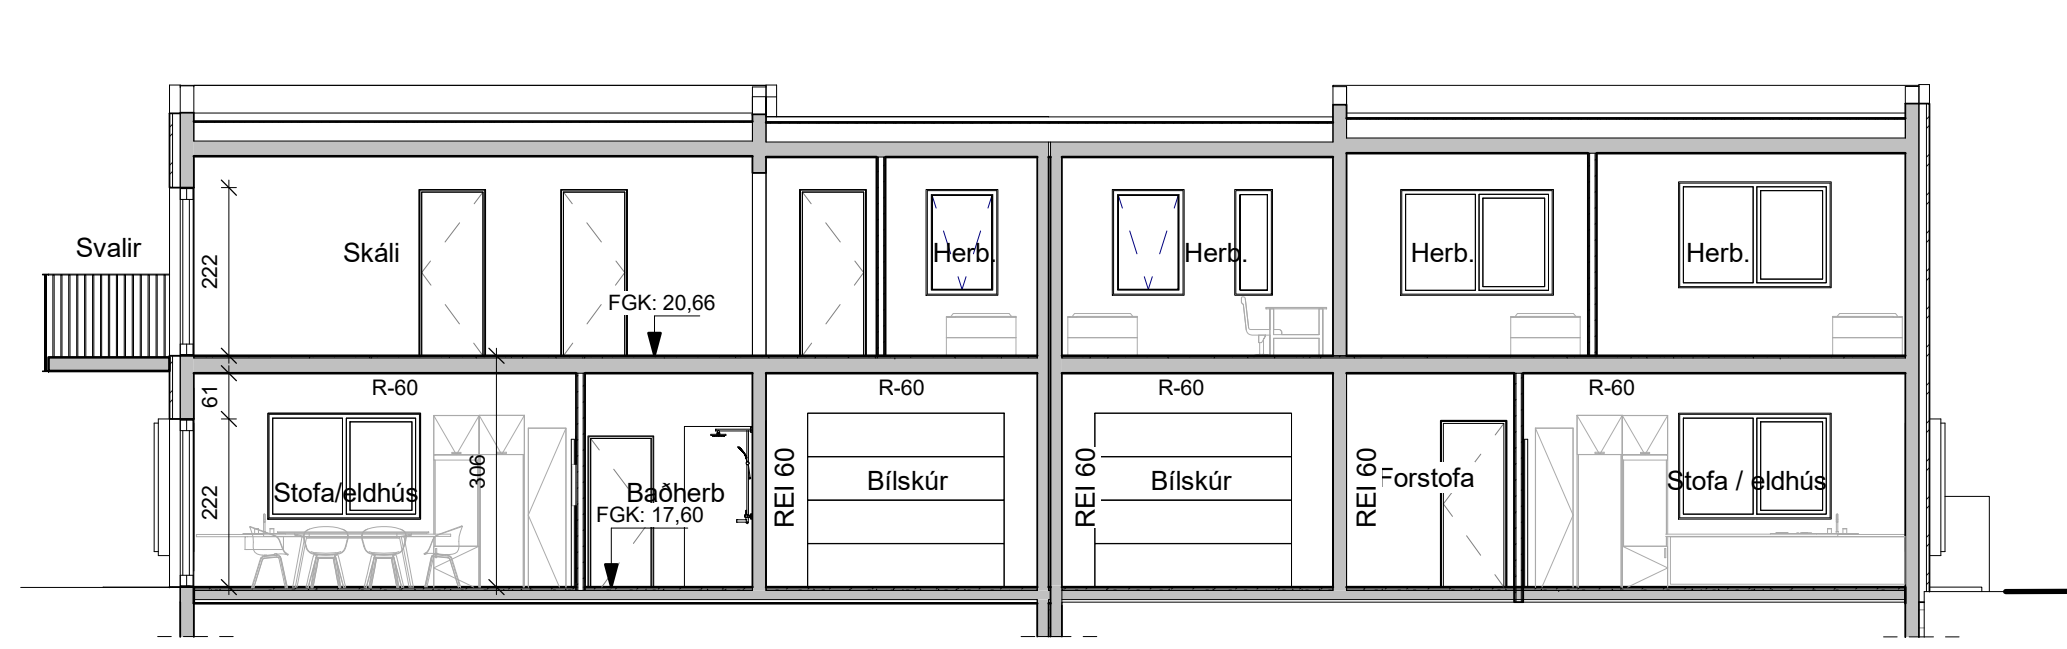 Svalir
222
Skáli
FGK: 20,66
Herb.
Herb.
Herb.
Herb.
61
R-60
R-60
R-60
R-60
222
Stofa/eldhús
306
Baðherb
FGK: 17,60
REI 60
Bílskúr
REI 60
Bílskúr
REI 60
Forstofa
Stofa / eldhús